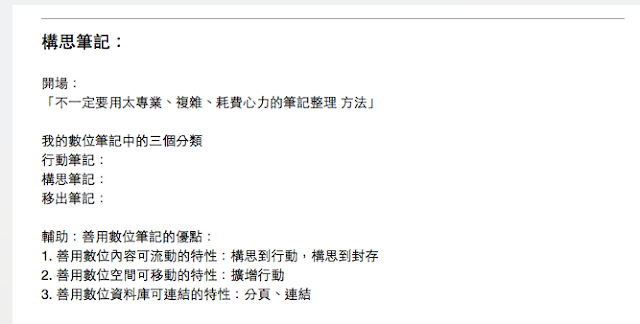 構思筆記：
開場：
「不一定要用太專業、複雜、耗費心力的筆記整理 方法」
我的數位筆記中的三個分類
行動筆記：
構思筆記：
移出筆記：
輔助：善用數位筆記的優點：
1. 善用數位內容可流動的特性：構思到行動，構思到封存
2. 善用數位空間可移動的特性：擴增行動
3. 善用數位資料庫可連結的特性：分頁、連結